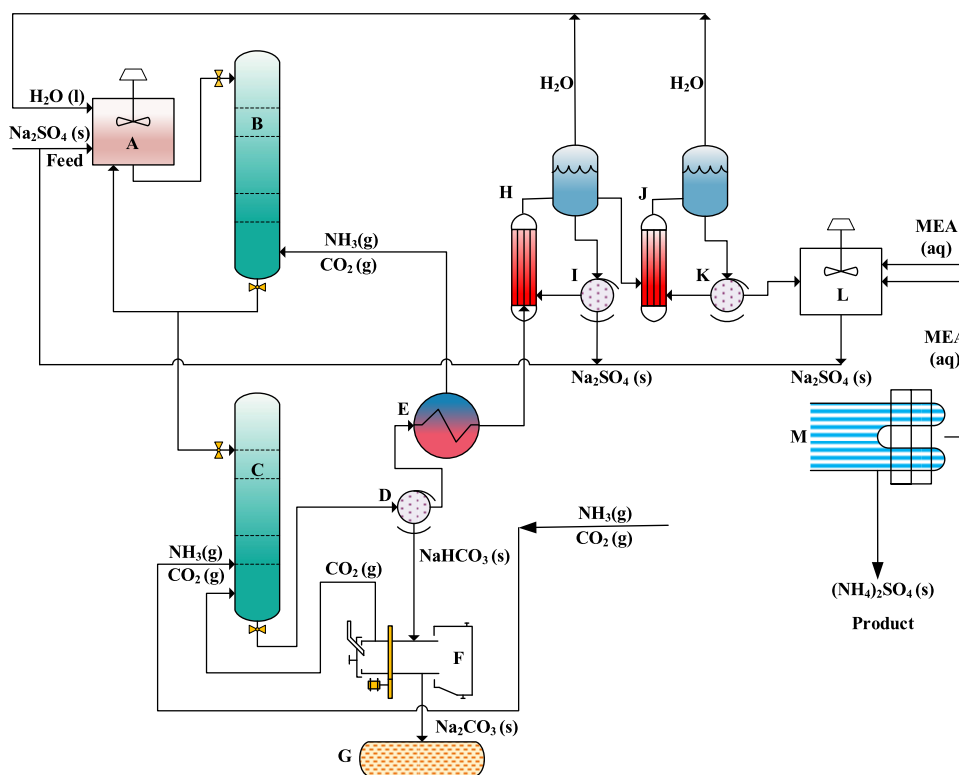 H₂O
H₂O
H₂O (l)
Na₂SO₄ (s)
Feed
A
B
H
J
MEA
(aq)
NH₃(g)
CO₂ (g)
I
K
L
MEA
(aq)
Na₂SO₄ (s)
Na₂SO₄ (s)
E
M
C
D
NH₃(g)
CO₂ (g)
NaHCO₃ (s)
NH₃(g)
CO₂ (g)
CO₂ (g)
(NH₄)₂SO₄ (s)
Product
F
Na₂CO₃ (s)
G